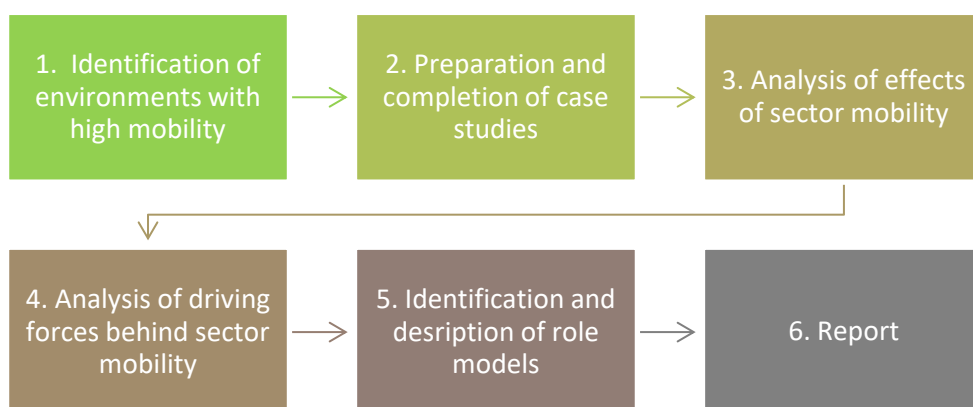 1. Identification of
environments with
high mobility
2. Preparation and
completion of case
studies
3. Analysis of effects
of sector mobility
4. Analysis of driving
forces behind sector
mobility
5. Identification and
desription of role
models
6. Report